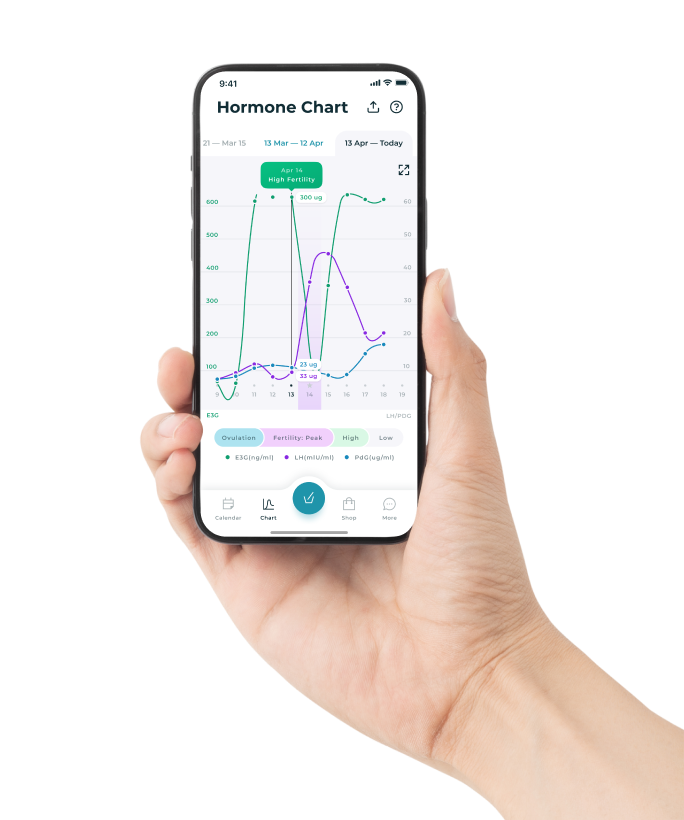 9:41
Hormone Chart
21 — Mar 15 13 Mar — 12 Apr 13 Apr — Today
Apr 14
High Fertility
300 ug
600 60
500 50
400 40
300 30
200 20
100 10
23 ug
33 ug
9 10 11 12 13 14 15 16 17 18 19
E3G LH/PDG
Ovulation Fertility: Peak High Low
E3G(ng/ml) LH(mIU/ml) PdG(ug/ml)
Calender Chart Shop More